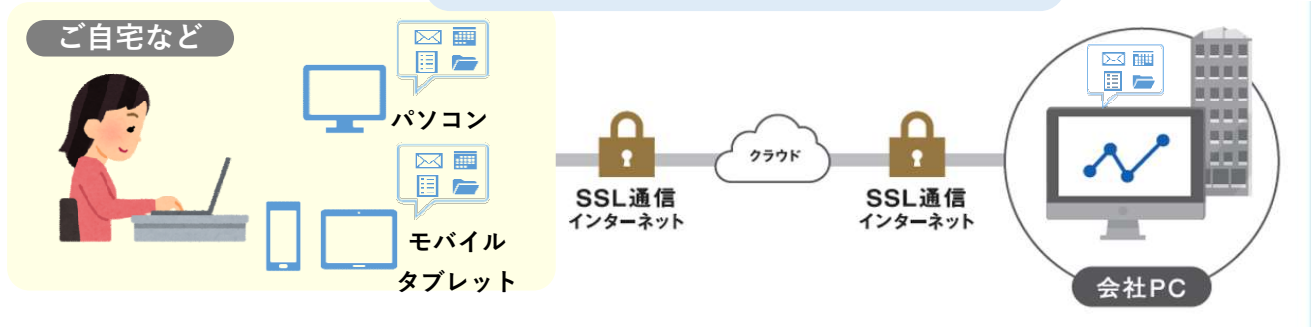 ご自宅など
パソコン
モバイル
タブレット
SSL通信
インターネット
クラウド
SSL通信
インターネット
会社PC